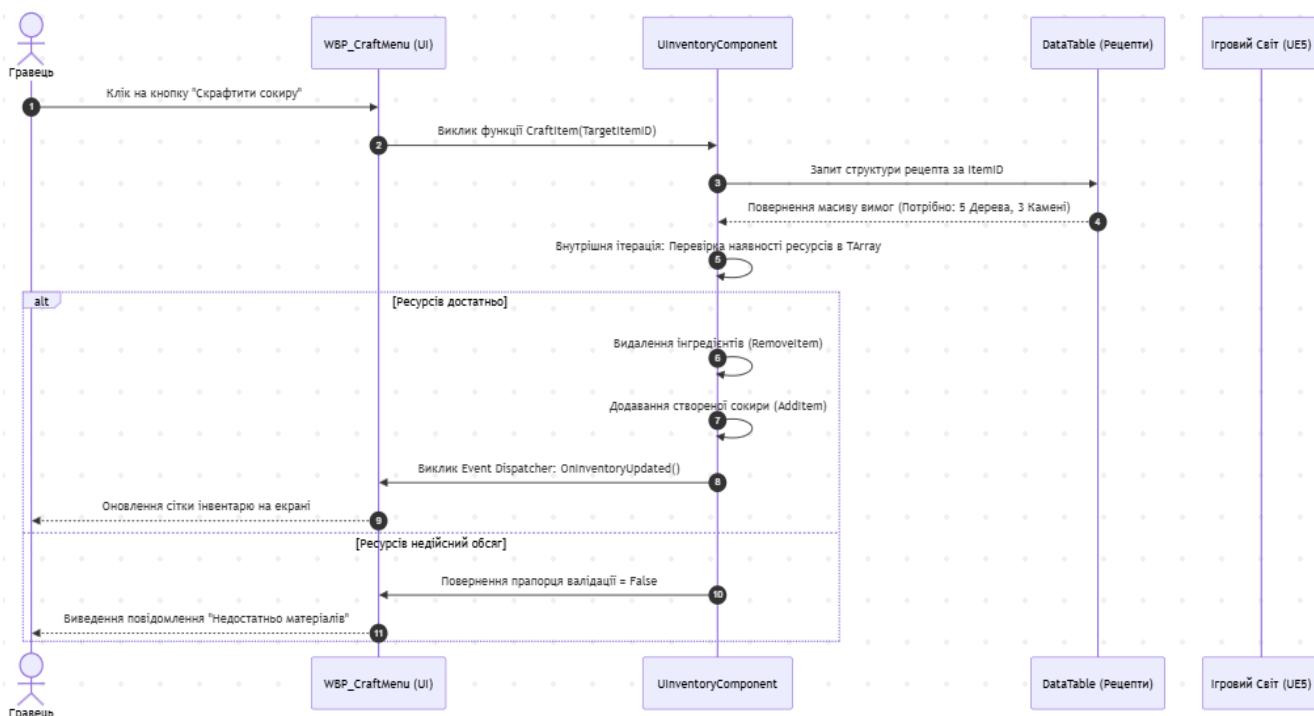 Гравець
WBP_CraftMenu (UI)
UInventoryComponent
DataTable (Рецепти)
Ігровий Світ (UE5)
1
Клік на кнопку "Скрафтити сокиру"
2
Виклик функції CraftItem(TargetItemID)
3
Запит структури рецепта за ItemID
Повернення масиву вимог (Потрібно: 5 Дерева, 3 Камені)
4
Внутрішня ітерація: Перевірка наявності ресурсів в TArray
5
alt
[Ресурсів достатньо]
Видалення інгредієнтів (RemoveItem)
6
Додавання створеної сокири (AddItem)
7
Виклик Event Dispatcher: OnInventoryUpdated()
8
Оновлення сітки інвентарю на екрані
9
[Ресурсів недійсний обсяг]
Повернення прапорця валідації = False
10
Виведення повідомлення "Недостатньо матеріалів"
11
Гравець
WBP_CraftMenu (UI)
UInventoryComponent
DataTable (Рецепти)
Ігровий Світ (UE5)